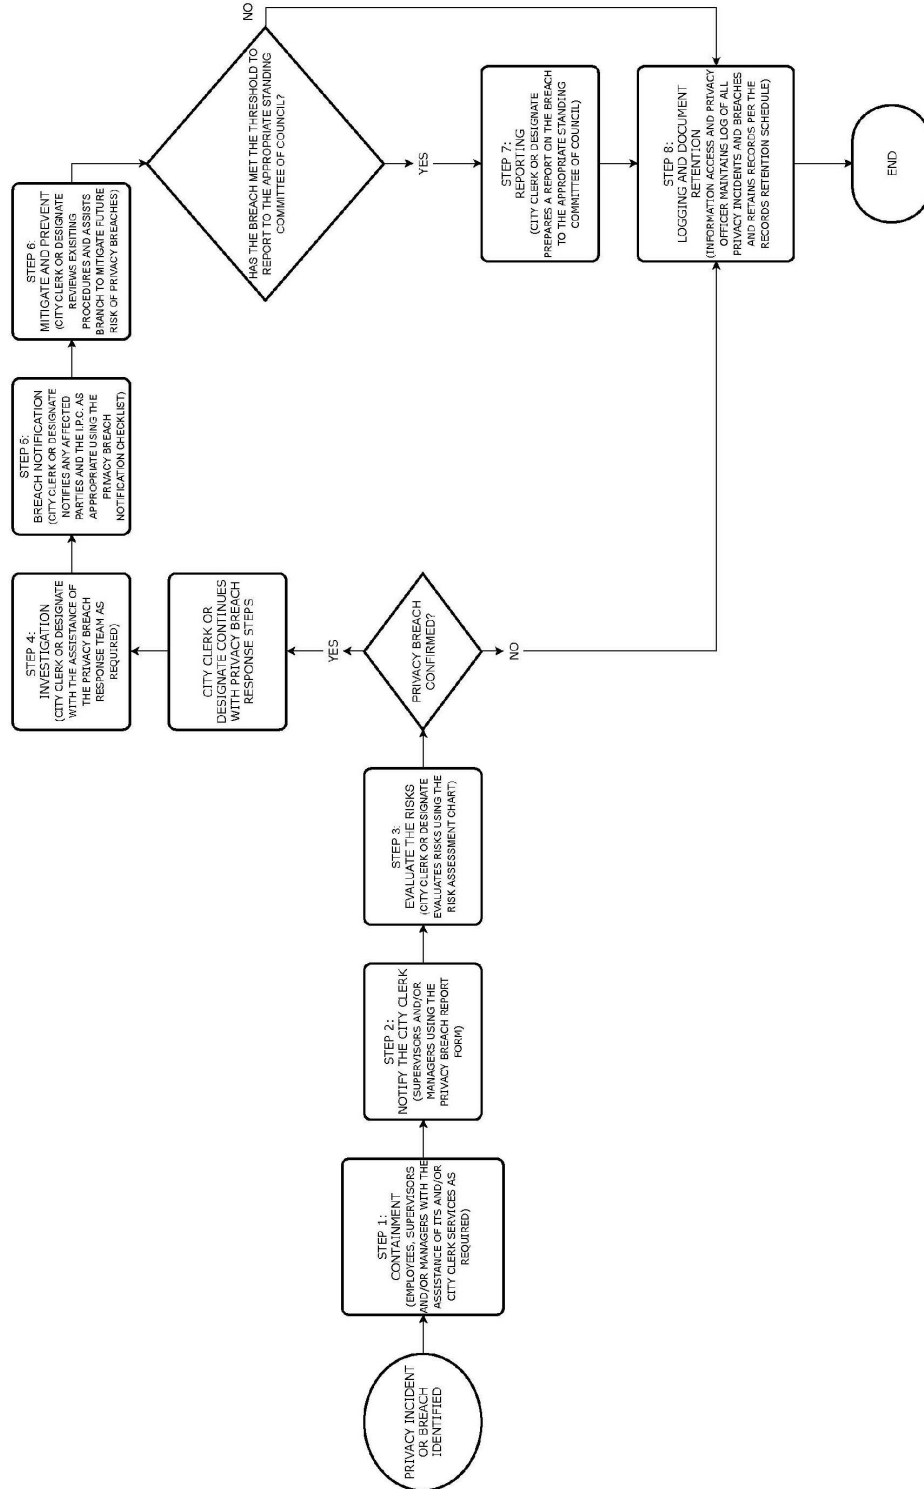 PRIVACY INCIDENT
OR BREACH
IDENTIFIED
STEP 1:
CONTAINMENT
(EMPLOYEES, SUPERVISORS
AND/OR MANAGERS WITH THE
ASSISTANCE OF ITS AND/OR
CITY CLERK SERVICES AS
REQUIRED)
STEP 2:
NOTIFY THE CITY CLERK
(SUPERVISORS AND/OR
MANAGERS USING THE
PRIVACY BREACH REPORT
FORM)
STEP 3:
EVALUATE THE RISKS
(CITY CLERK OR DESIGNATE
EVALUATES RISKS USING THE
RISK ASSESSMENT CHART)
PRIVACY BREACH
CONFIRMED?
YES
NO
CITY CLERK OR
DESIGNATE CONTINUES
WITH PRIVACY BREACH
RESPONSE STEPS
STEP 4:
INVESTIGATION
(CITY CLERK OR DESIGNATE
WITH THE ASSISTANCE OF
THE PRIVACY BREACH
RESPONSE TEAM AS
REQUIRED)
STEP 5:
BREACH NOTIFICATION
(CITY CLERK OR DESIGNATE
NOTIFIES ANY AFFECTED
PARTIES AND THE I.P.C. AS
APPROPRIATE USING THE
PRIVACY BREACH
NOTIFICATION CHECKLIST)
STEP 6:
MITIGATE AND PREVENT
(CITY CLERK OR DESIGNATE
REVIEWS EXISITING
PROCEDURES AND ASSISTS
BRANCH TO MITIGATE FUTURE
RISK OF PRIVACY BREACHES)
HAS THE BREACH MET THE THRESHOLD TO
REPORT TO THE APPROPRIATE STANDING
COMMITTEE OF COUNCIL?
NO
YES
STEP 7:
REPORTING
(CITY CLERK OR DESIGNATE
PREPARES A REPORT ON THE BREACH
TO THE APPROPRIATE STANDING
COMMITTEE OF COUNCIL)
STEP 8:
LOGGING AND DOCUMENT
RETENTION
(INFORMATION ACCESS AND PRIVACY
OFFICER MAINTAINS LOG OF ALL
PRIVACY INCIDENTS AND BREACHES
AND RETAINS RECORDS PER THE
RECORDS RETENTION SCHEDULE)
END